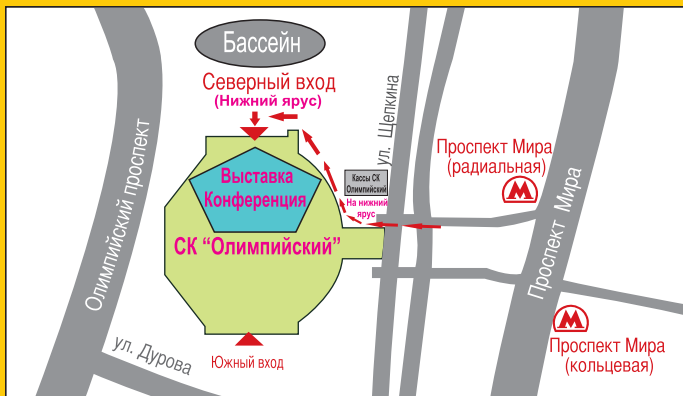 Бассейн
Северный вход
(Нижний ярус)
Олимпийский проспект
ул. Щепкина
Проспект Мира
(радиальная)
М
Кассы СК
Олимпийский
На нижний
ярус
Выставка
Конференция
СК “Олимпийский”
Проспект Мира
М
Проспект Мира
(кольцевая)
ул. Дурова
Южный вход